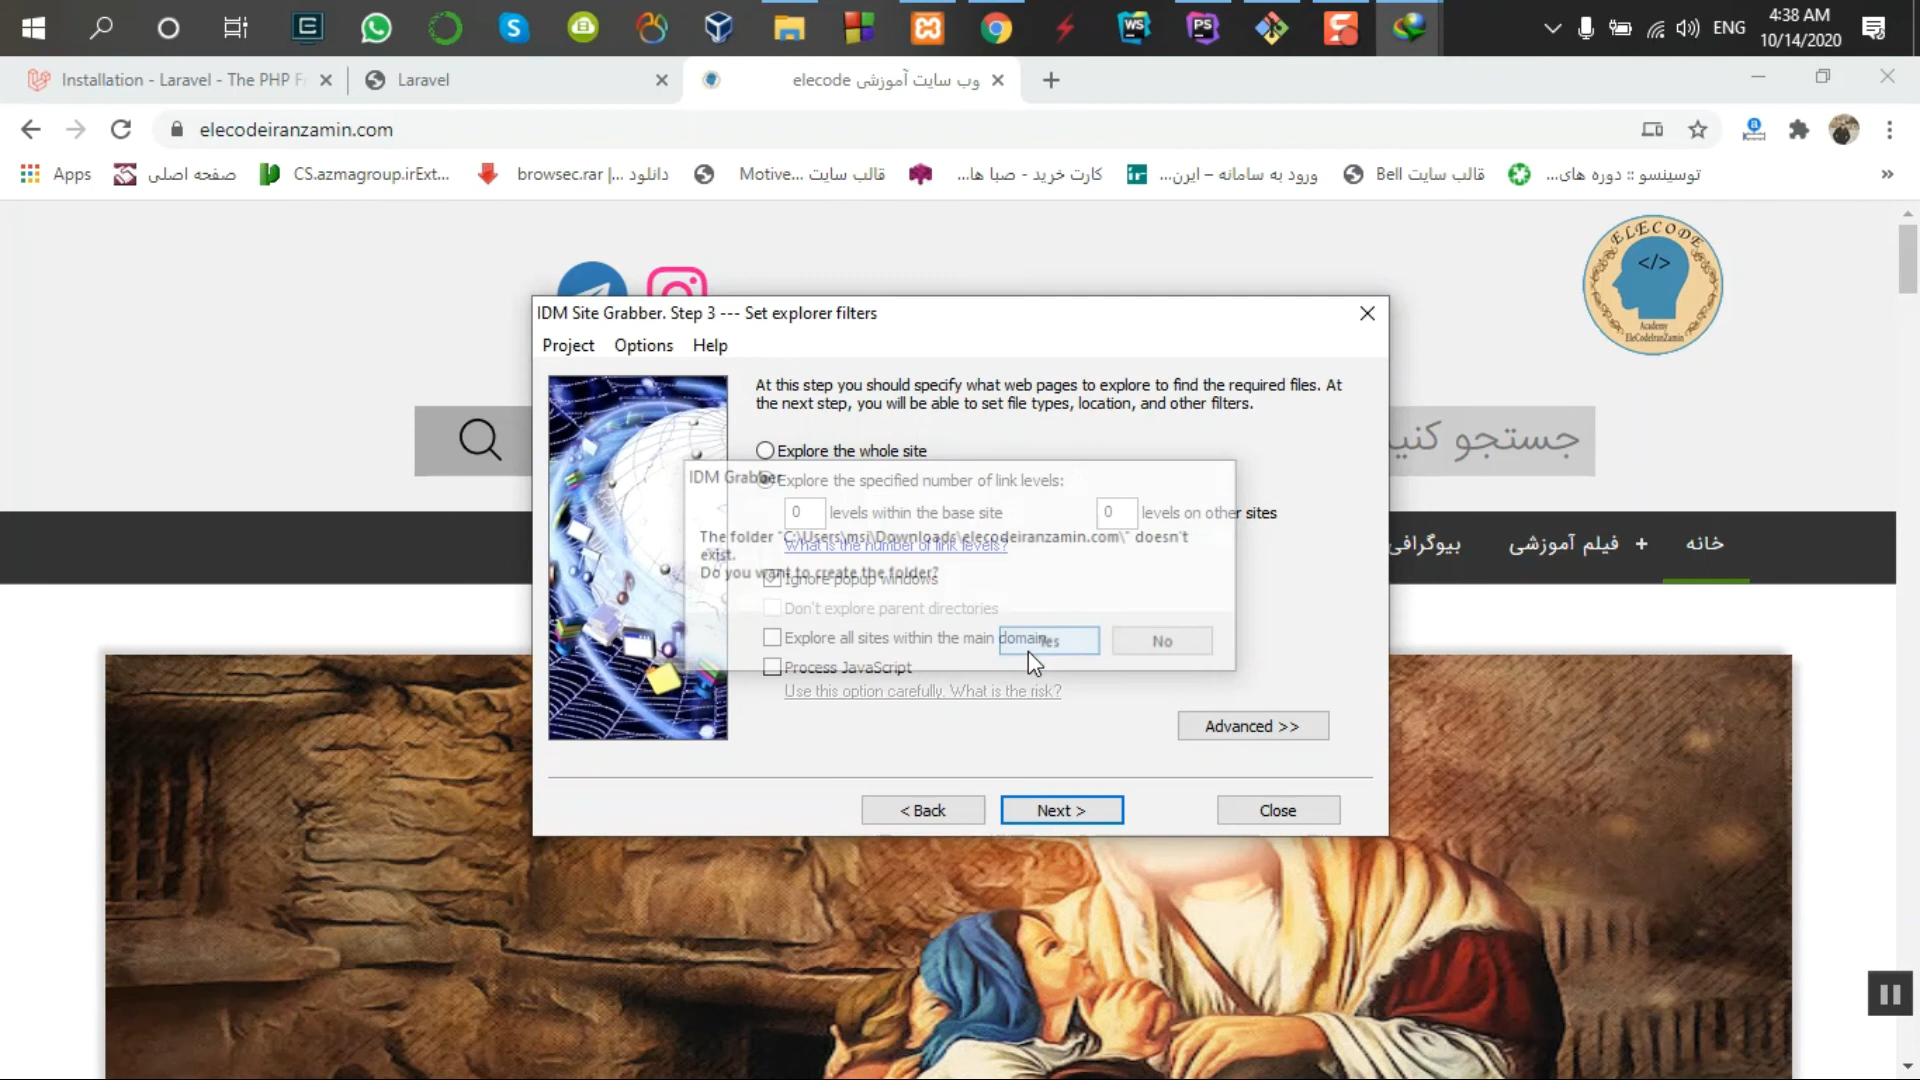 ENG
4:38 AM
10/14/2020
Installation - Laravel - The PHP F
Laravel
وب سایت آموزشی elecode
elecodeiranzamin.com
Apps
صفحه اصلی
CS.azmagroup.irExt...
دانلود ...| browsec.rar
قالب سایت ...Motive
کارت خرید - صبا ها...
ورود به سامانه – ایرن...
قالب سایت Bell
توسینسو :: دوره های...
»
ELECODE
</>
Academy
EleCodeIranZamin
IDM Site Grabber. Step 3 --- Set explorer filters
Project Options Help
At this step you should specify what web pages to explore to find the required files. At
the next step, you will be able to set file types, location, and other filters.
Explore the whole site
IDM Grabber
Explore the specified number of link levels:
0 levels within the base site 0 levels on other sites
The folder "C:\Users\msi\Downloads\elecodeiranzamin.com\" doesn't
exist.
What is the number of link levels?
Do you want to create the folder?
Ignore popup windows
Don't explore parent directories
Explore all sites within the main domain
Yes No
Process JavaScript
Use this option carefully. What is the risk?
Advanced >>
< Back Next > Close
جستجو کنید
خانه
فیلم آموزشی +
بیوگرافی